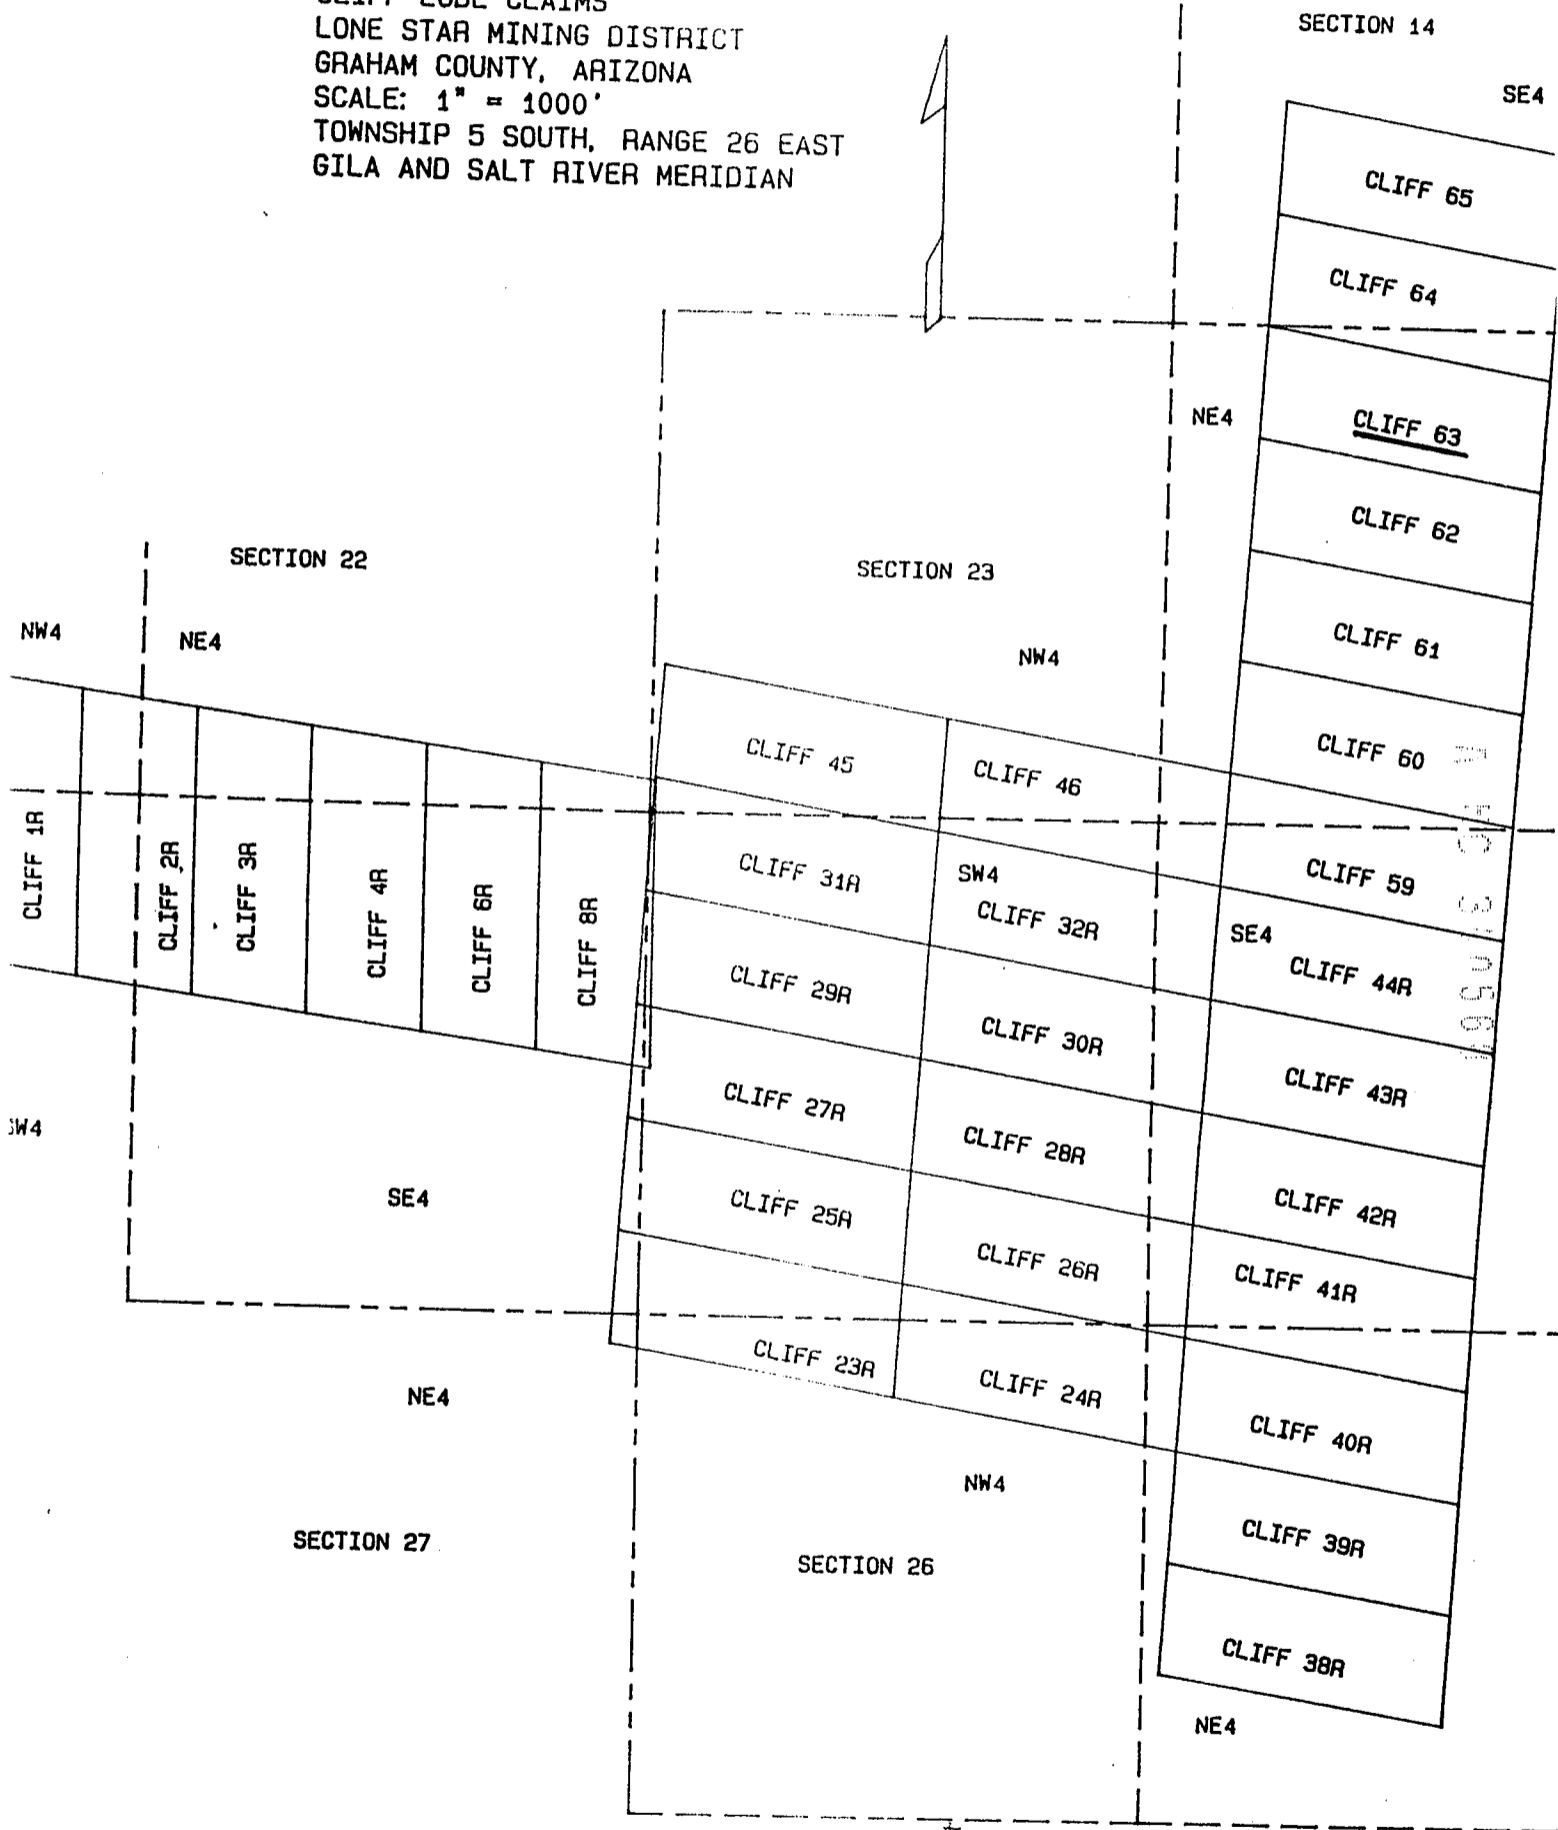 CLIFF LODE CLAIMS
LONE STAR MINING DISTRICT
GRAHAM COUNTY, ARIZONA
SCALE: 1" = 1000'
TOWNSHIP 5 SOUTH, RANGE 26 EAST
GILA AND SALT RIVER MERIDIAN
SECTION 14
SE4
CLIFF 65
CLIFF 64
NE4
CLIFF 63
CLIFF 62
SECTION 22
SECTION 23
NW4
NE4
NW4
CLIFF 61
CLIFF 60
CLIFF 45
CLIFF 46
CLIFF 1R
CLIFF 2R
CLIFF 3R
CLIFF 4R
CLIFF 6R
CLIFF 8R
CLIFF 31R
SW4
CLIFF 32R
CLIFF 59
SE4
CLIFF 44R
CLIFF 29R
CLIFF 30R
CLIFF 43R
CLIFF 27R
CLIFF 28R
SW4
SE4
CLIFF 25R
CLIFF 26R
CLIFF 42R
CLIFF 41R
CLIFF 23R
CLIFF 24R
NE4
CLIFF 40R
NW4
SECTION 27
SECTION 26
CLIFF 39R
CLIFF 38R
NE4